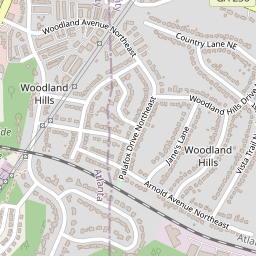 Woodland Avenue Northeast
Country Lane NE
Woodland
Hills
Woodland Hills Drive
Palafox Drive Northeast
Jane's Lane
Woodland
Hills
Vista Trail N
Atlanta
Arnold Avenue Northeast
Atla